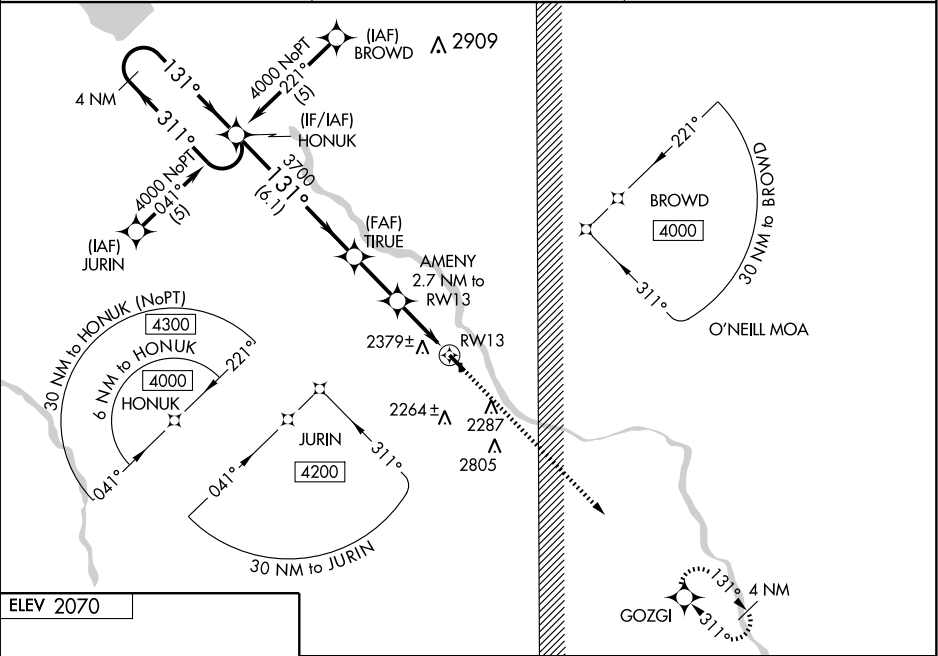 (IAF)
BROWD
2909
4000 NoPT
221°
(5)
131°
4 NM
311°
(IF/IAF)
HONUK
4000 NoPT
041°
(5)
(IAF)
JURIN
3700
131°
(6.1)
(FAF)
TIRUE
AMENY
2.7 NM to
RW13
2379±
RW13
2264±
2287
2805
221°
BROWD
4000
311°
30 NM to BROWD
O'NEILL MOA
30 NM to HONUK (NoPT)
4300
6 NM to HONUK
4000
HONUK
221°
041°
JURIN
4200
041°
311°
30 NM to JURIN
131°
4 NM
GOZGI
311°
ELEV 2070